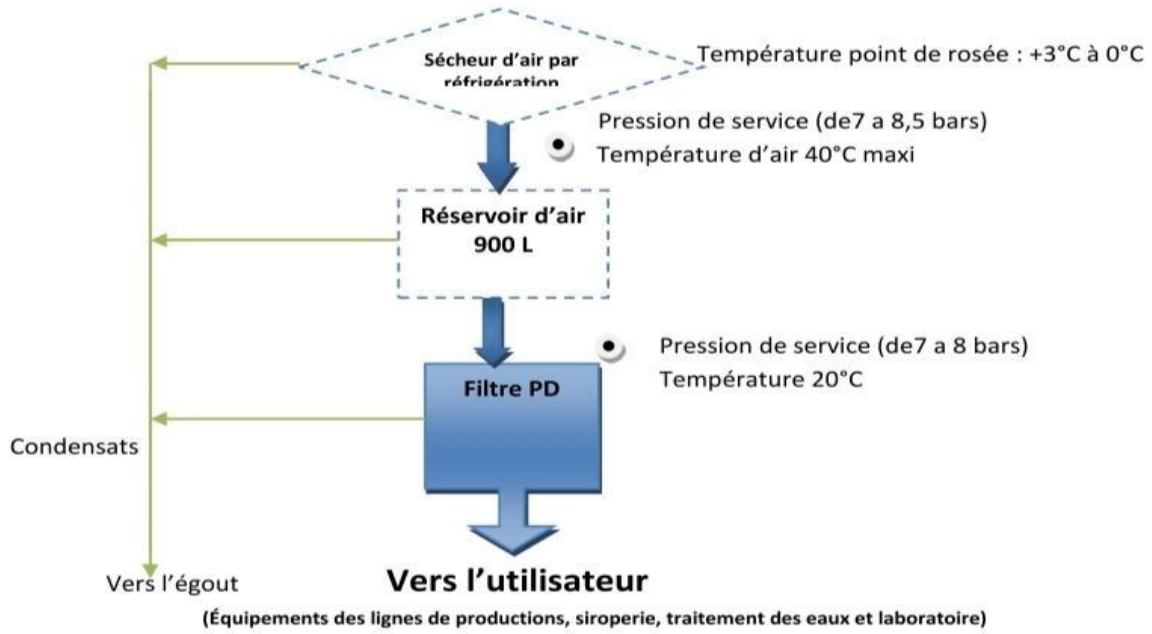 Sécheur d'air par
réfrigération
Température point de rosée : +3°C à 0°C
Pression de service (de7 a 8,5 bars)
Température d'air 40°C maxi
Réservoir d'air
900 L
Pression de service (de7 a 8 bars)
Température 20°C
Filtre PD
Condensats
Vers l'égout
Vers l'utilisateur
(Équipements des lignes de productions, siroperie, traitement des eaux et laboratoire)